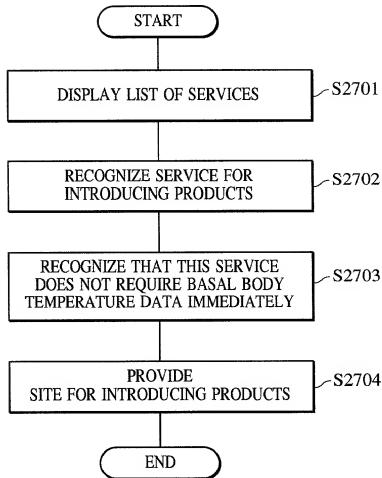 START
DISPLAY LIST OF SERVICES
S2701
RECOGNIZE SERVICE FOR
INTRODUCING PRODUCTS
S2702
RECOGNIZE THAT THIS SERVICE
DOES NOT REQUIRE BASAL BODY
TEMPERATURE DATA IMMEDIATELY
S2703
PROVIDE
SITE FOR INTRODUCING PRODUCTS
S2704
END